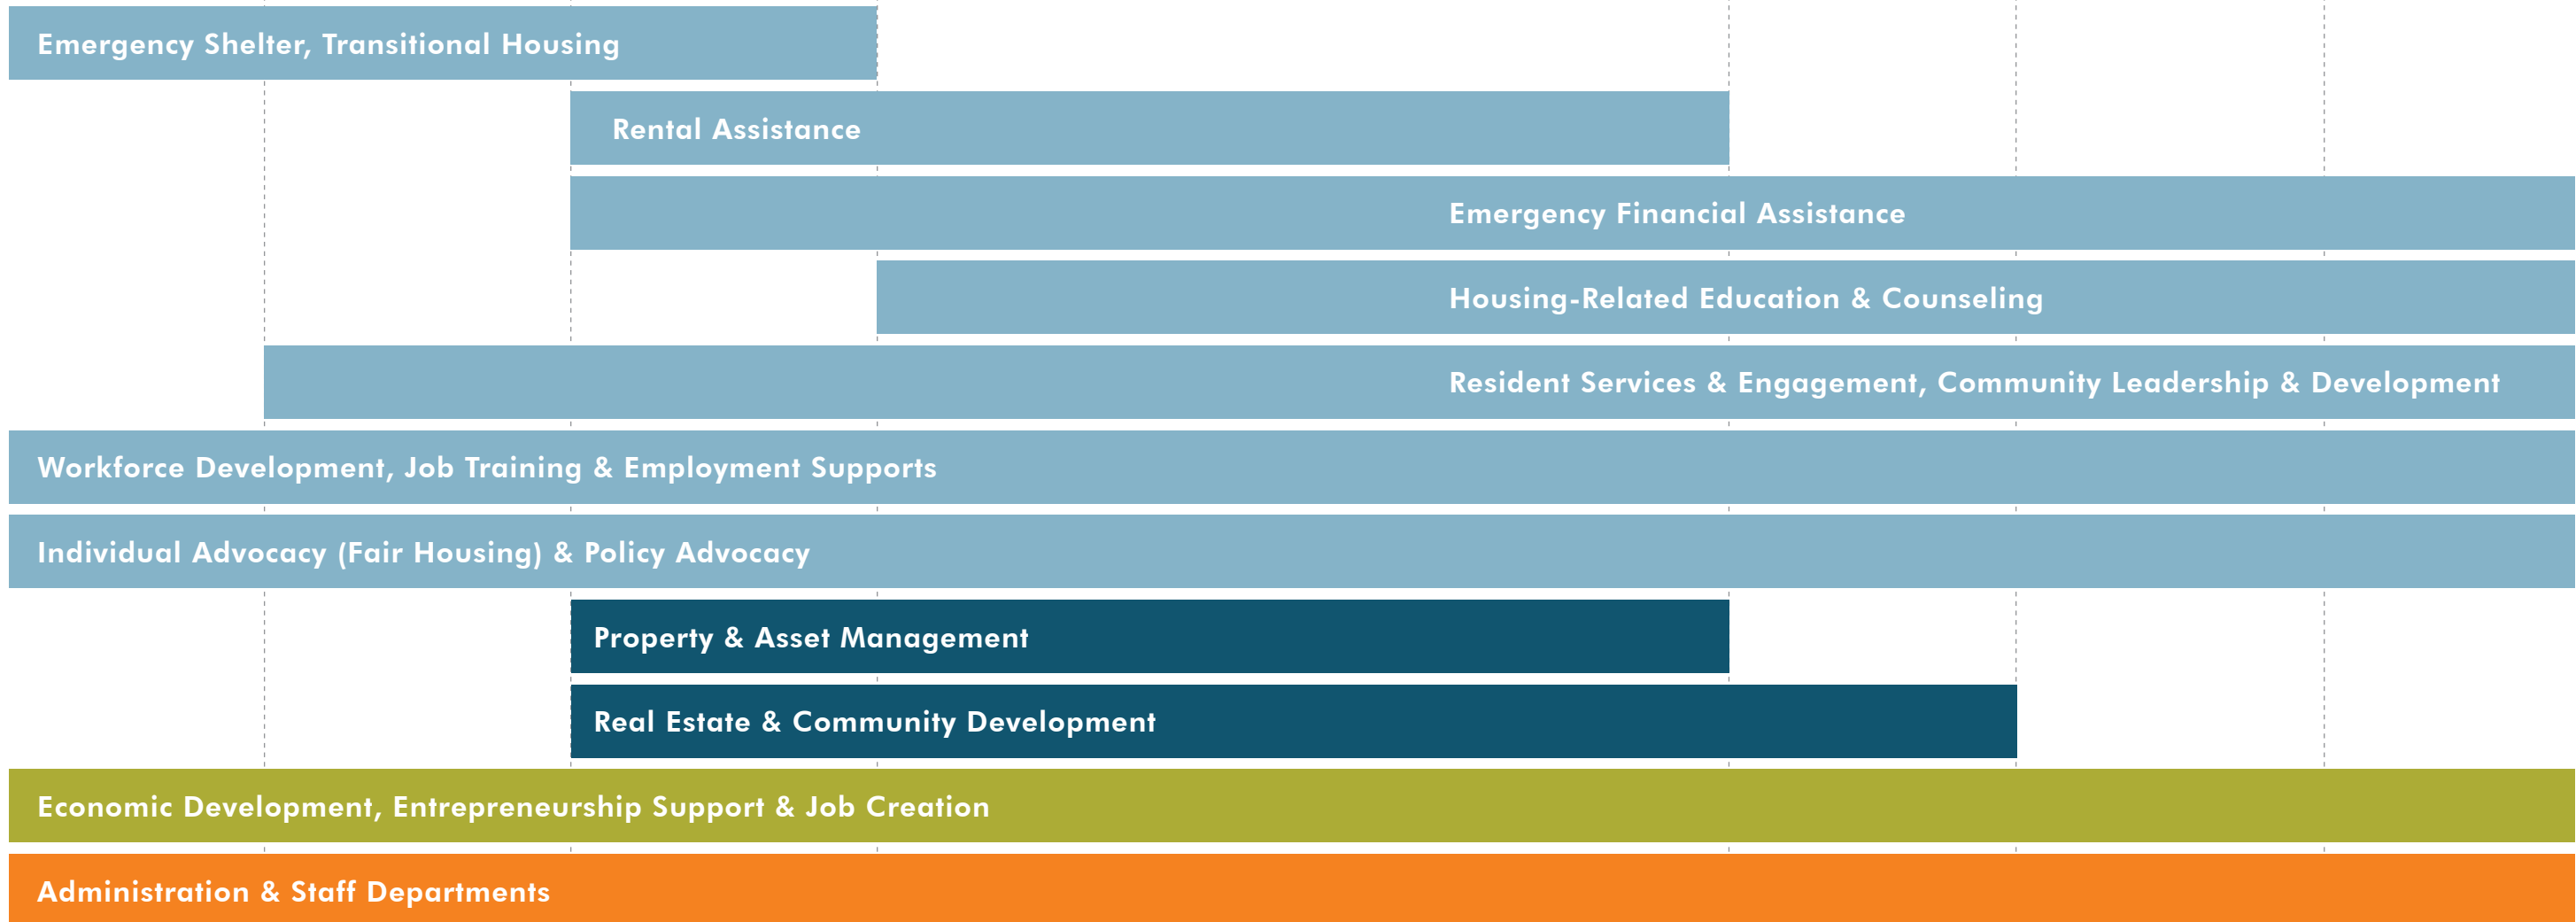 Emergency Shelter, Transitional Housing
Rental Assistance
Emergency Financial Assistance
Housing-Related Education & Counseling
Resident Services & Engagement, Community Leadership & Development
Workforce Development, Job Training & Employment Supports
Individual Advocacy (Fair Housing) & Policy Advocacy
Property & Asset Management
Real Estate & Community Development
Economic Development, Entrepreneurship Support & Job Creation
Administration & Staff Departments